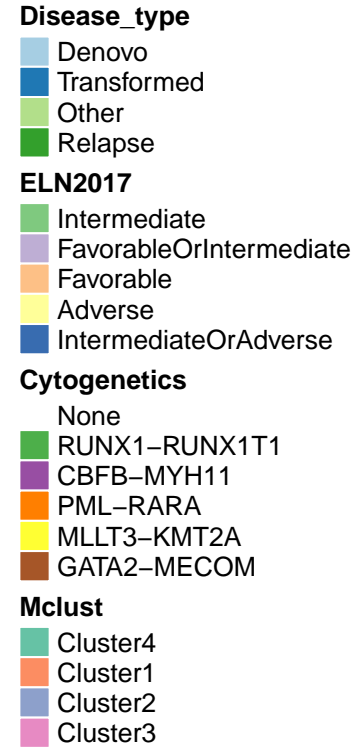 Disease_type
Denovo
Transformed
Other
Relapse
ELN2017
Intermediate
FavorableOrIntermediate
Favorable
Adverse
IntermediateOrAdverse
Cytogenetics
None
RUNX1−RUNX1T1
CBFB−MYH11
PML−RARA
MLLT3−KMT2A
GATA2−MECOM
Mclust
Cluster4
Cluster1
Cluster2
Cluster3